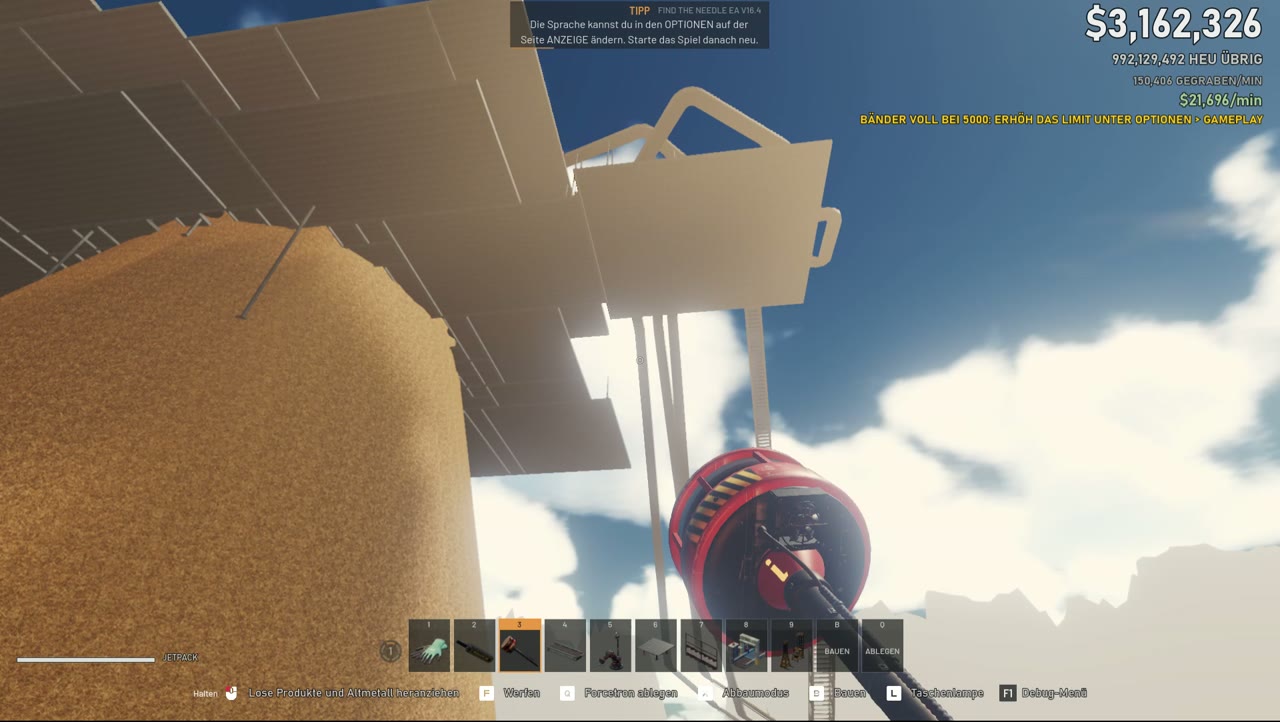 TIPP FIND THE NEEDLE EA V16.4
Die Sprache kannst du in den OPTIONEN auf der
Seite ANZEIGE ändern. Starte das Spiel danach neu.
$3,162,326
992,129,492 HEU ÜBRIG
150,406 GEGRABEN/MIN
$21,696/min
BÄNDER VOLL BEI 5000: ERHÖH DAS LIMIT UNTER OPTIONEN > GAMEPLAY
JETPACK
1
1 2 3 4 5 6 7 8 9 B 0
BAUEN ABLEGEN
Halten Lose Produkte und Altmetall heranziehen F Werfen Q Forcetron ablegen X Abbaumodus B Bauen L Taschenlampe F1 Debug-Menü